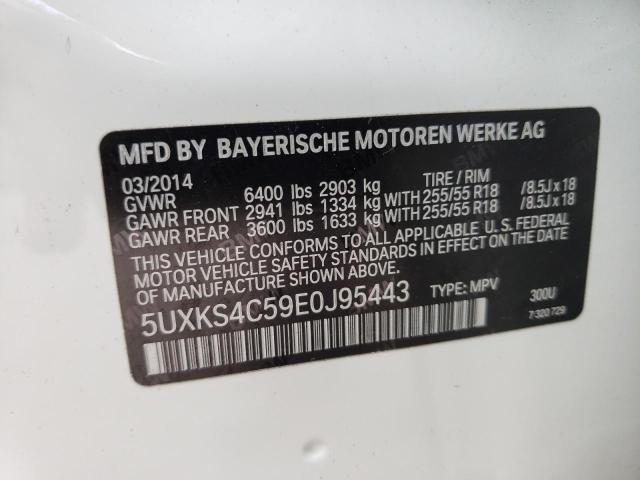 MFD BY BAYERISCHE MOTOREN WERKE AG
03/2014 TIRE / RIM
GVWR 6400 lbs 2903 kg
GAWR FRONT 2941 lbs 1334 kg WITH 255/55 R18 /8.5J x 18
GAWR REAR 3600 lbs 1633 kg WITH 255/55 R18 /8.5J x 18
THIS VEHICLE CONFORMS TO ALL APPLICABLE U. S. FEDERAL
MOTOR VEHICLE SAFETY STANDARDS IN EFFECT ON THE DATE
OF MANUFACTURE SHOWN ABOVE.
5UXKS4C59E0J95443 TYPE: MPV 300U
7 320 729